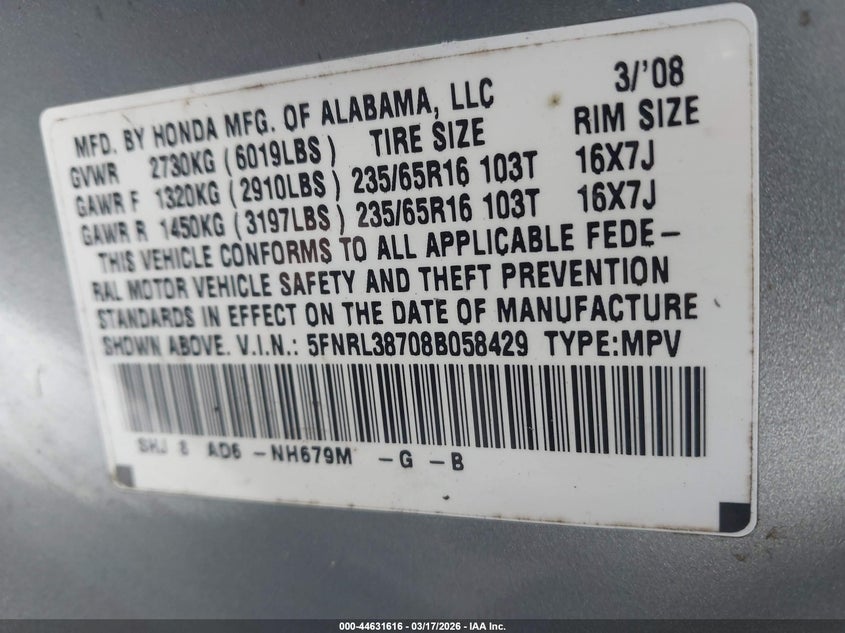 MFD. BY HONDA MFG. OF ALABAMA, LLC 3/'08
GVWR 2730KG (6019LBS) TIRE SIZE RIM SIZE
GAWR F 1320KG (2910LBS) 235/65R16 103T 16X7J
GAWR R 1450KG (3197LBS) 235/65R16 103T 16X7J
THIS VEHICLE CONFORMS TO ALL APPLICABLE FEDE-
RAL MOTOR VEHICLE SAFETY AND THEFT PREVENTION
STANDARDS IN EFFECT ON THE DATE OF MANUFACTURE
SHOWN ABOVE. V.I.N.: 5FNRL38708B058429 TYPE:MPV
SHJ 8 AD6 -NH679M -G -B
000-44631616 - 03/17/2026 - IAA Inc.